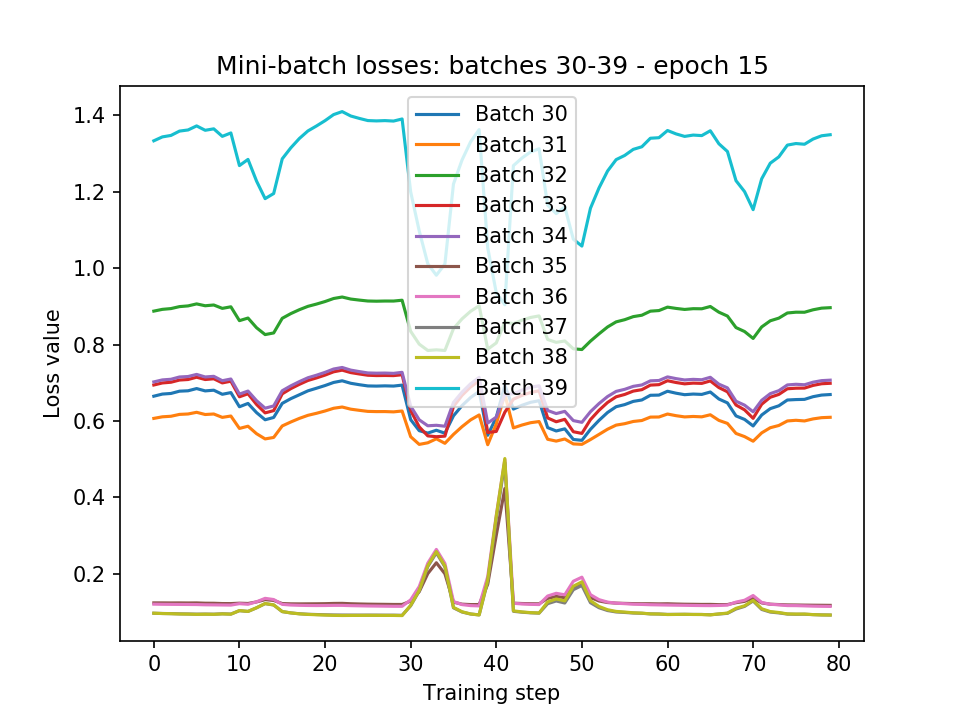 Mini-batch losses: batches 30-39 - epoch 15
1.4
1.2
1.0
0.8
0.6
0.4
0.2
Loss value
Batch 30
Batch 31
Batch 32
Batch 33
Batch 34
Batch 35
Batch 36
Batch 37
Batch 38
Batch 39
0 10 20 30 40 50 60 70 80
Training step